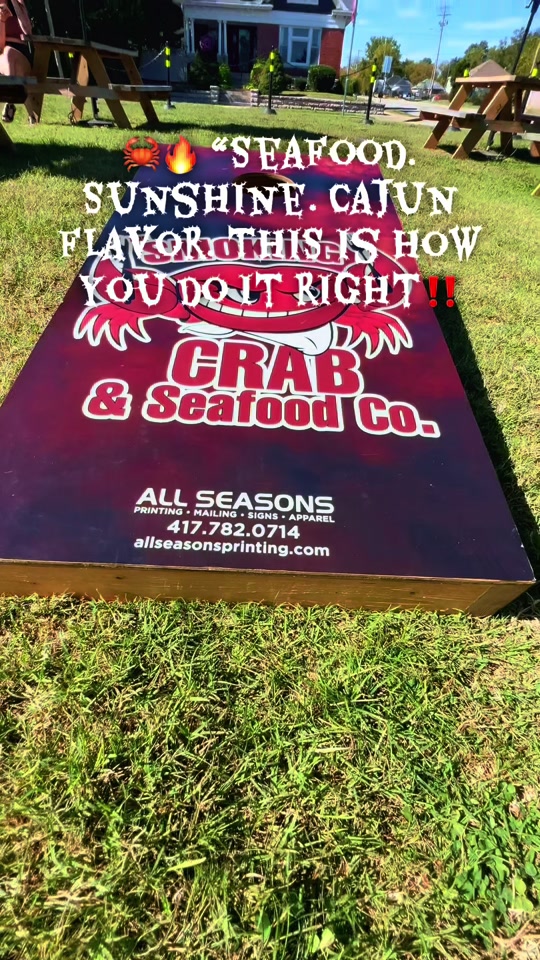 🦀🔥 “SEAFOOD.
SUNSHINE. CAJUN
FLAVOR. THIS IS HOW
YOU DO IT RIGHT‼️
CRAB
& Seafood Co.
ALL SEASONS
PRINTING • MAILING • SIGNS • APPAREL
417.782.0714
allseasonsprinting.com